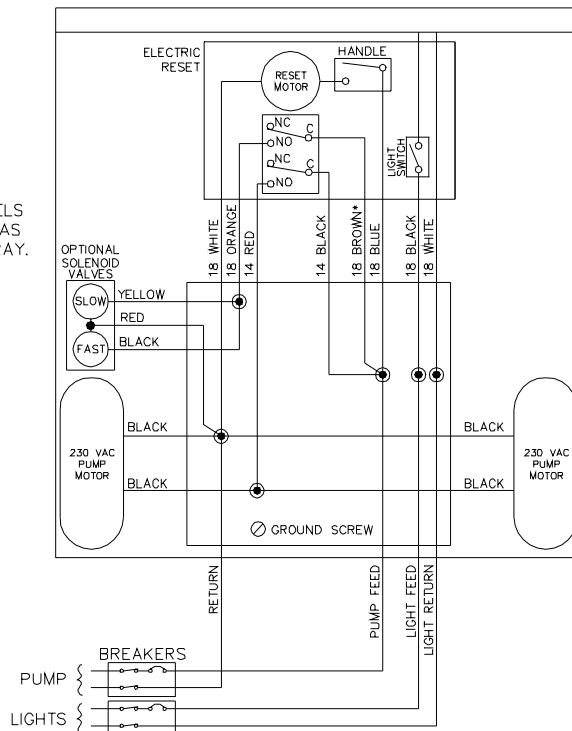 ELECTRIC
RESET
HANDLE
RESET
MOTOR
NC
C
NO
NC
C
NO
LIGHT
SWITCH
ELS
AS
RAY.
18 WHITE
18 ORANGE
14 RED
14 BLACK
18 BROWN*
18 BLUE
18 BLACK
18 WHITE
OPTIONAL
SOLENOID
VALVES
SLOW
YELLOW
RED
FAST
BLACK
230 VAC
PUMP
MOTOR
BLACK
BLACK
BLACK
BLACK
230 VAC
PUMP
MOTOR
GROUND SCREW
RETURN
PUMP FEED
LIGHT FEED
LIGHT RETURN
BREAKERS
PUMP
LIGHTS